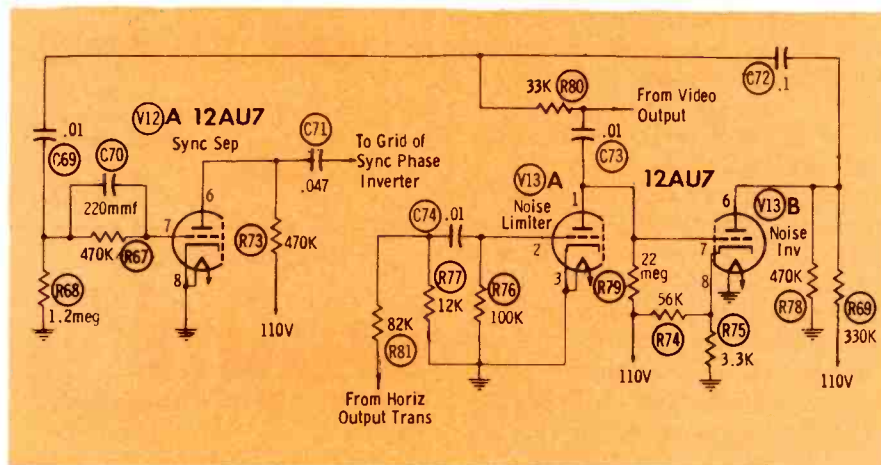 V12 A 12AU7
Sync Sep
.01
C69
C70
220mmf
7
6
8
470K
R67
R68
1.2meg
C71
.047
To Grid of
Sync Phase
Inverter
R73
470K
110V
33K R80
From Video
Output
.01
C73
C72
.1
V13 A
Noise
Limiter
12AU7
V13 B
Noise
Inv
1
2
3
6
7
8
C74 .01
R77
12K
R76
100K
82K
R81
From Horiz
Output Trans
R79
22
meg
56K
R74
R75
3.3K
110V
470K
R78
R69
330K
110V